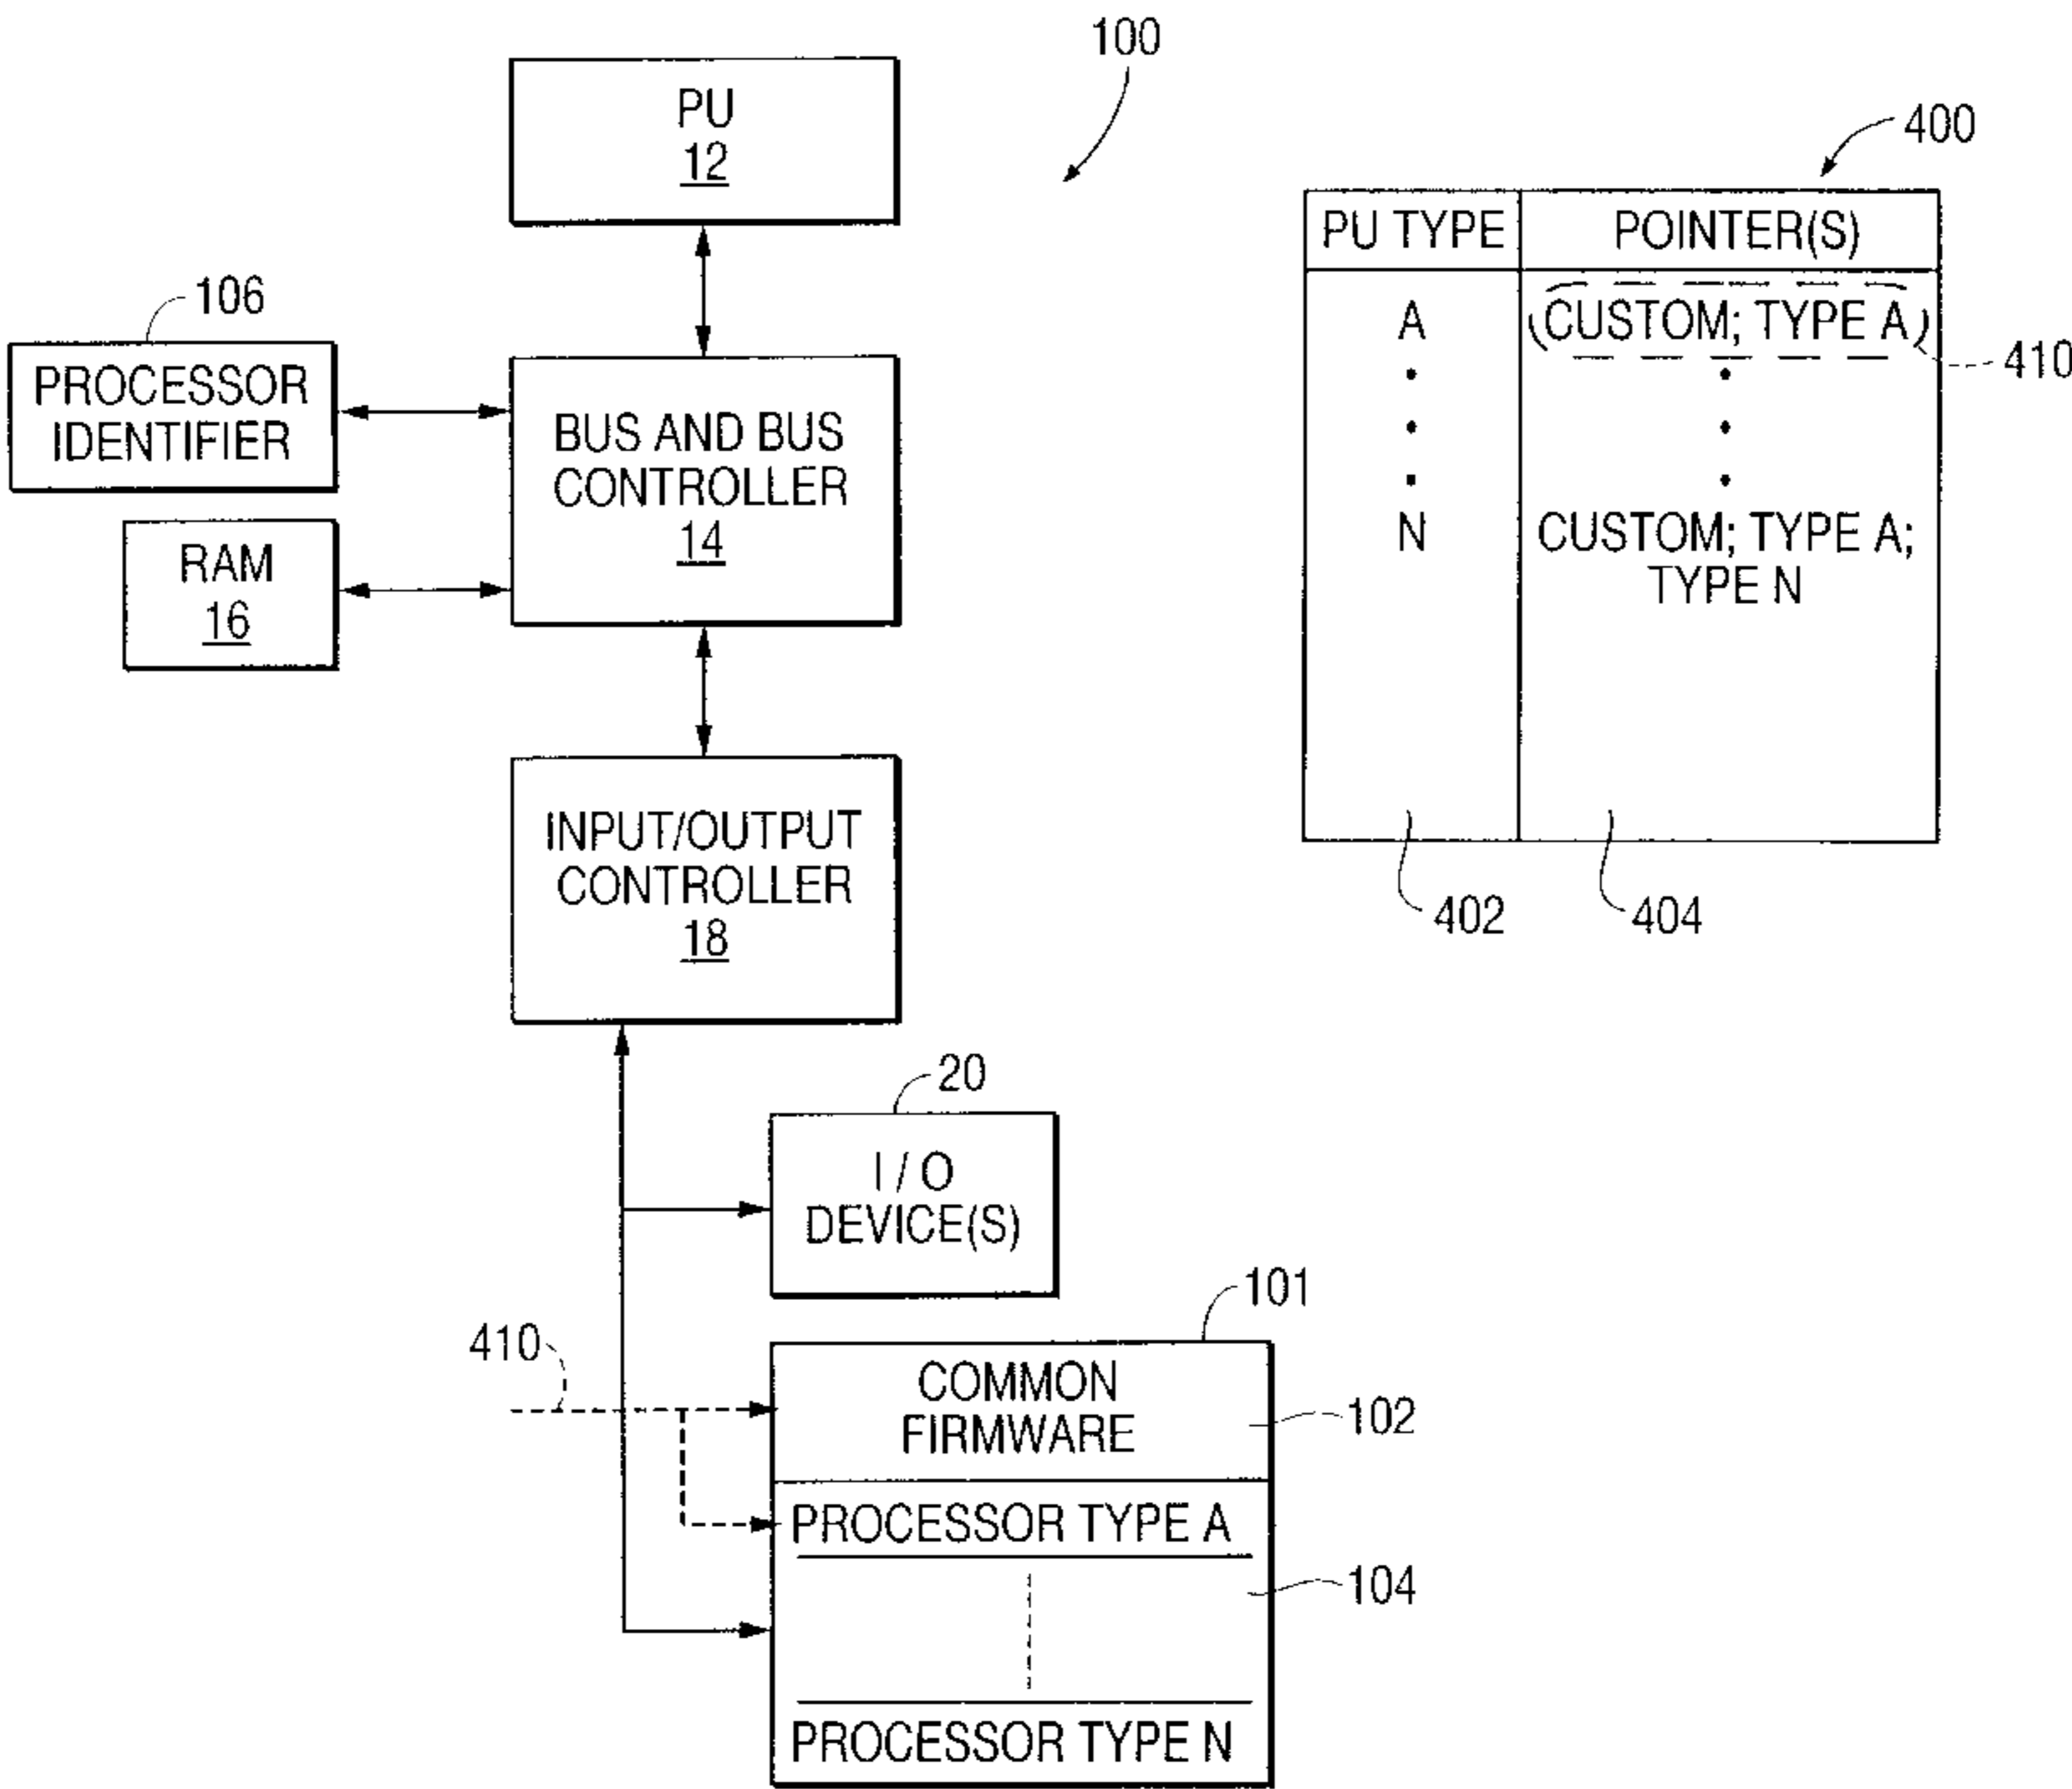 100
PU
12
400
PU TYPE POINTER(S)
A (CUSTOM; TYPE A)
410
N CUSTOM; TYPE A;
TYPE N
402
404
106
PROCESSOR
IDENTIFIER
BUS AND BUS
CONTROLLER
14
RAM
16
INPUT/OUTPUT
CONTROLLER
18
20
I / O
DEVICE(S)
101
410
COMMON
FIRMWARE
102
PROCESSOR TYPE A
104
PROCESSOR TYPE N